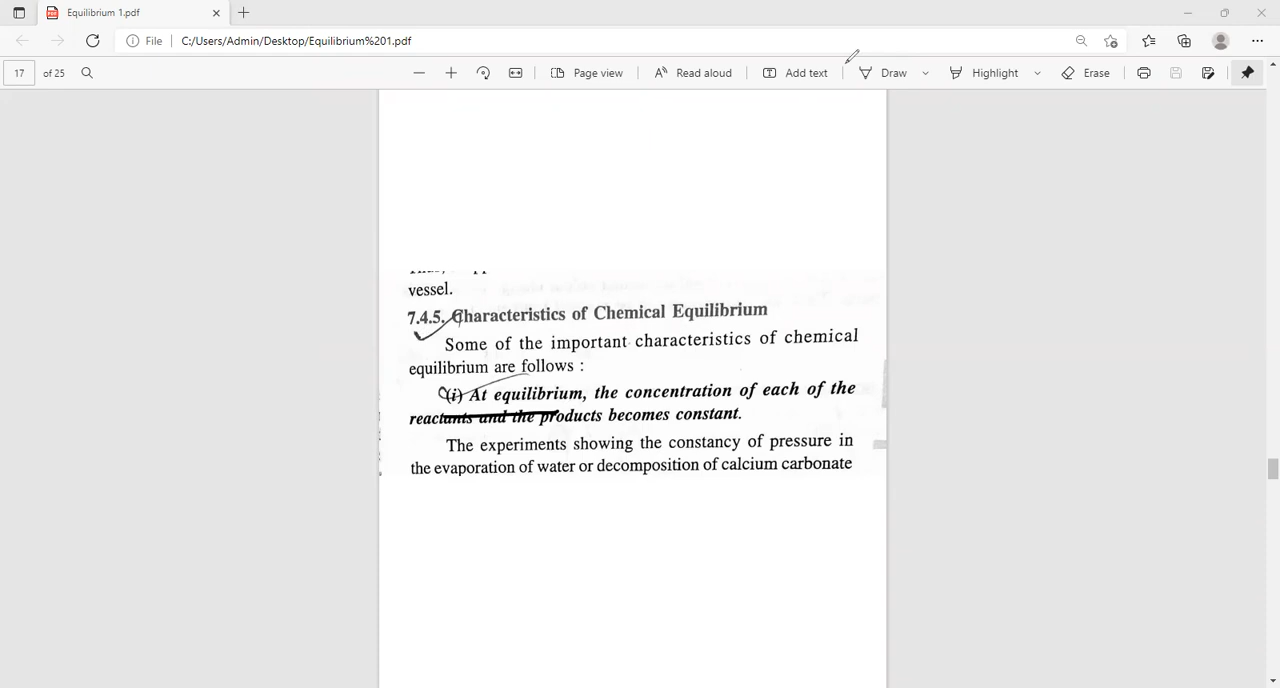 Equilibrium 1.pdf
File C:/Users/Admin/Desktop/Equilibrium%201.pdf
17 of 25 Page view Read aloud Add text Draw Highlight Erase
vessel.
7.4.5. Characteristics of Chemical Equilibrium
Some of the important characteristics of chemical
equilibrium are follows :
(i) At equilibrium, the concentration of each of the
reactants and the products becomes constant.
The experiments showing the constancy of pressure in
the evaporation of water or decomposition of calcium carbonate